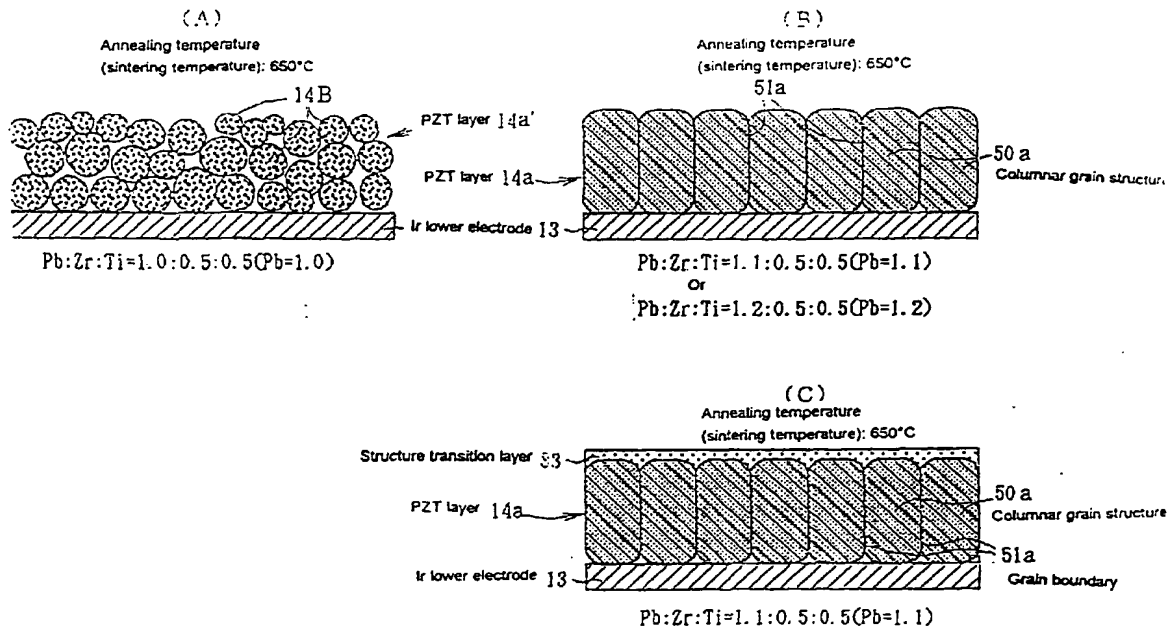 (A)
Annealing temperature
(sintering temperature): 650°C
14B
PZT layer 14a'
PZT layer 14a
Ir lower electrode 13
Pb:Zr:Ti=1.0:0.5:0.5(Pb=1.0)
(B)
Annealing temperature
(sintering temperature): 650°C
51a
50a
Columnar grain structure
Pb:Zr:Ti=1.1:0.5:0.5(Pb=1.1)
Or
Pb:Zr:Ti=1.2:0.5:0.5(Pb=1.2)
(C)
Annealing temperature
(sintering temperature): 650°C
Structure transition layer
PZT layer 14a
50a
Columnar grain structure
51a
Grain boundary
Ir lower electrode 13
Pb:Zr:Ti=1.1:0.5:0.5(Pb=1.1)